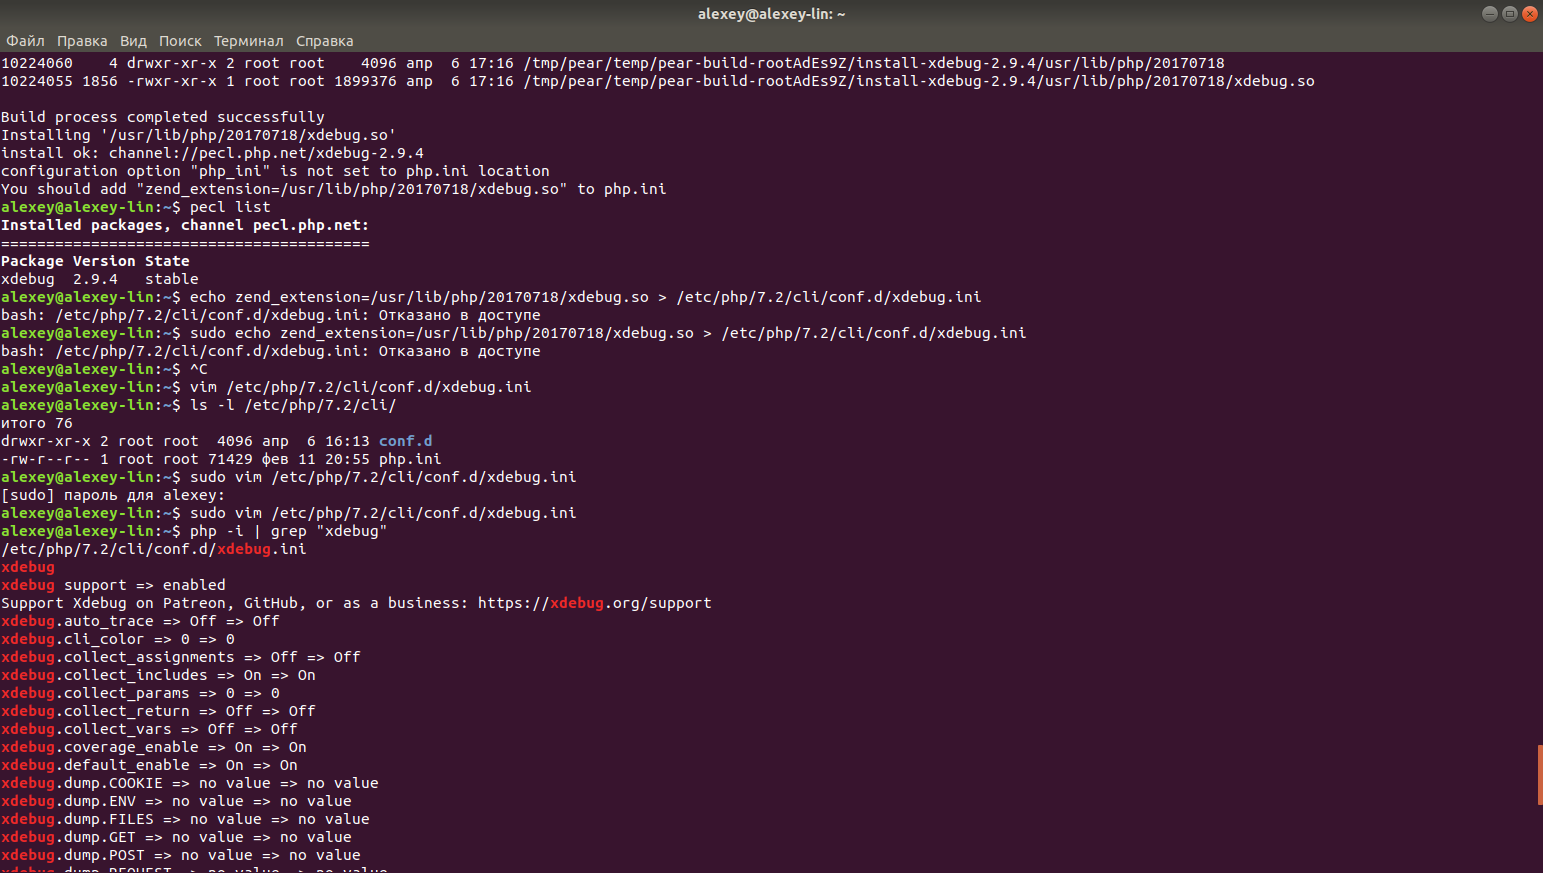 alexey@alexey-lin: ~
Файл Правка Вид Поиск Терминал Справка
10224060    4 drwxr-xr-x 2 root root    4096 апр  6 17:16 /tmp/pear/temp/pear-build-rootAdEs9Z/install-xdebug-2.9.4/usr/lib/php/20170718
10224055 1856 -rwxr-xr-x 1 root root 1899376 апр  6 17:16 /tmp/pear/temp/pear-build-rootAdEs9Z/install-xdebug-2.9.4/usr/lib/php/20170718/xdebug.so
Build process completed successfully
Installing '/usr/lib/php/20170718/xdebug.so'
install ok: channel://pecl.php.net/xdebug-2.9.4
configuration option "php_ini" is not set to php.ini location
You should add "zend_extension=/usr/lib/php/20170718/xdebug.so" to php.ini
alexey@alexey-lin:~$ pecl list
Installed packages, channel pecl.php.net:
=========================================
Package Version State
xdebug  2.9.4   stable
alexey@alexey-lin:~$ echo zend_extension=/usr/lib/php/20170718/xdebug.so > /etc/php/7.2/cli/conf.d/xdebug.ini
bash: /etc/php/7.2/cli/conf.d/xdebug.ini: Отказано в доступе
alexey@alexey-lin:~$ sudo echo zend_extension=/usr/lib/php/20170718/xdebug.so > /etc/php/7.2/cli/conf.d/xdebug.ini
bash: /etc/php/7.2/cli/conf.d/xdebug.ini: Отказано в доступе
alexey@alexey-lin:~$ ^C
alexey@alexey-lin:~$ vim /etc/php/7.2/cli/conf.d/xdebug.ini
alexey@alexey-lin:~$ ls -l /etc/php/7.2/cli/
итого 76
drwxr-xr-x 2 root root  4096 апр  6 16:13 conf.d
-rw-r--r-- 1 root root 71429 фев 11 20:55 php.ini
alexey@alexey-lin:~$ sudo vim /etc/php/7.2/cli/conf.d/xdebug.ini
[sudo] пароль для alexey:
alexey@alexey-lin:~$ sudo vim /etc/php/7.2/cli/conf.d/xdebug.ini
alexey@alexey-lin:~$ php -i | grep "xdebug"
/etc/php/7.2/cli/conf.d/xdebug.ini
xdebug
xdebug support => enabled
Support Xdebug on Patreon, GitHub, or as a business: https://xdebug.org/support
xdebug.auto_trace => Off => Off
xdebug.cli_color => 0 => 0
xdebug.collect_assignments => Off => Off
xdebug.collect_includes => On => On
xdebug.collect_params => 0 => 0
xdebug.collect_return => Off => Off
xdebug.collect_vars => Off => Off
xdebug.coverage_enable => On => On
xdebug.default_enable => On => On
xdebug.dump.COOKIE => no value => no value
xdebug.dump.ENV => no value => no value
xdebug.dump.FILES => no value => no value
xdebug.dump.GET => no value => no value
xdebug.dump.POST => no value => no value
xdebug.dump.REQUEST => no value => no value